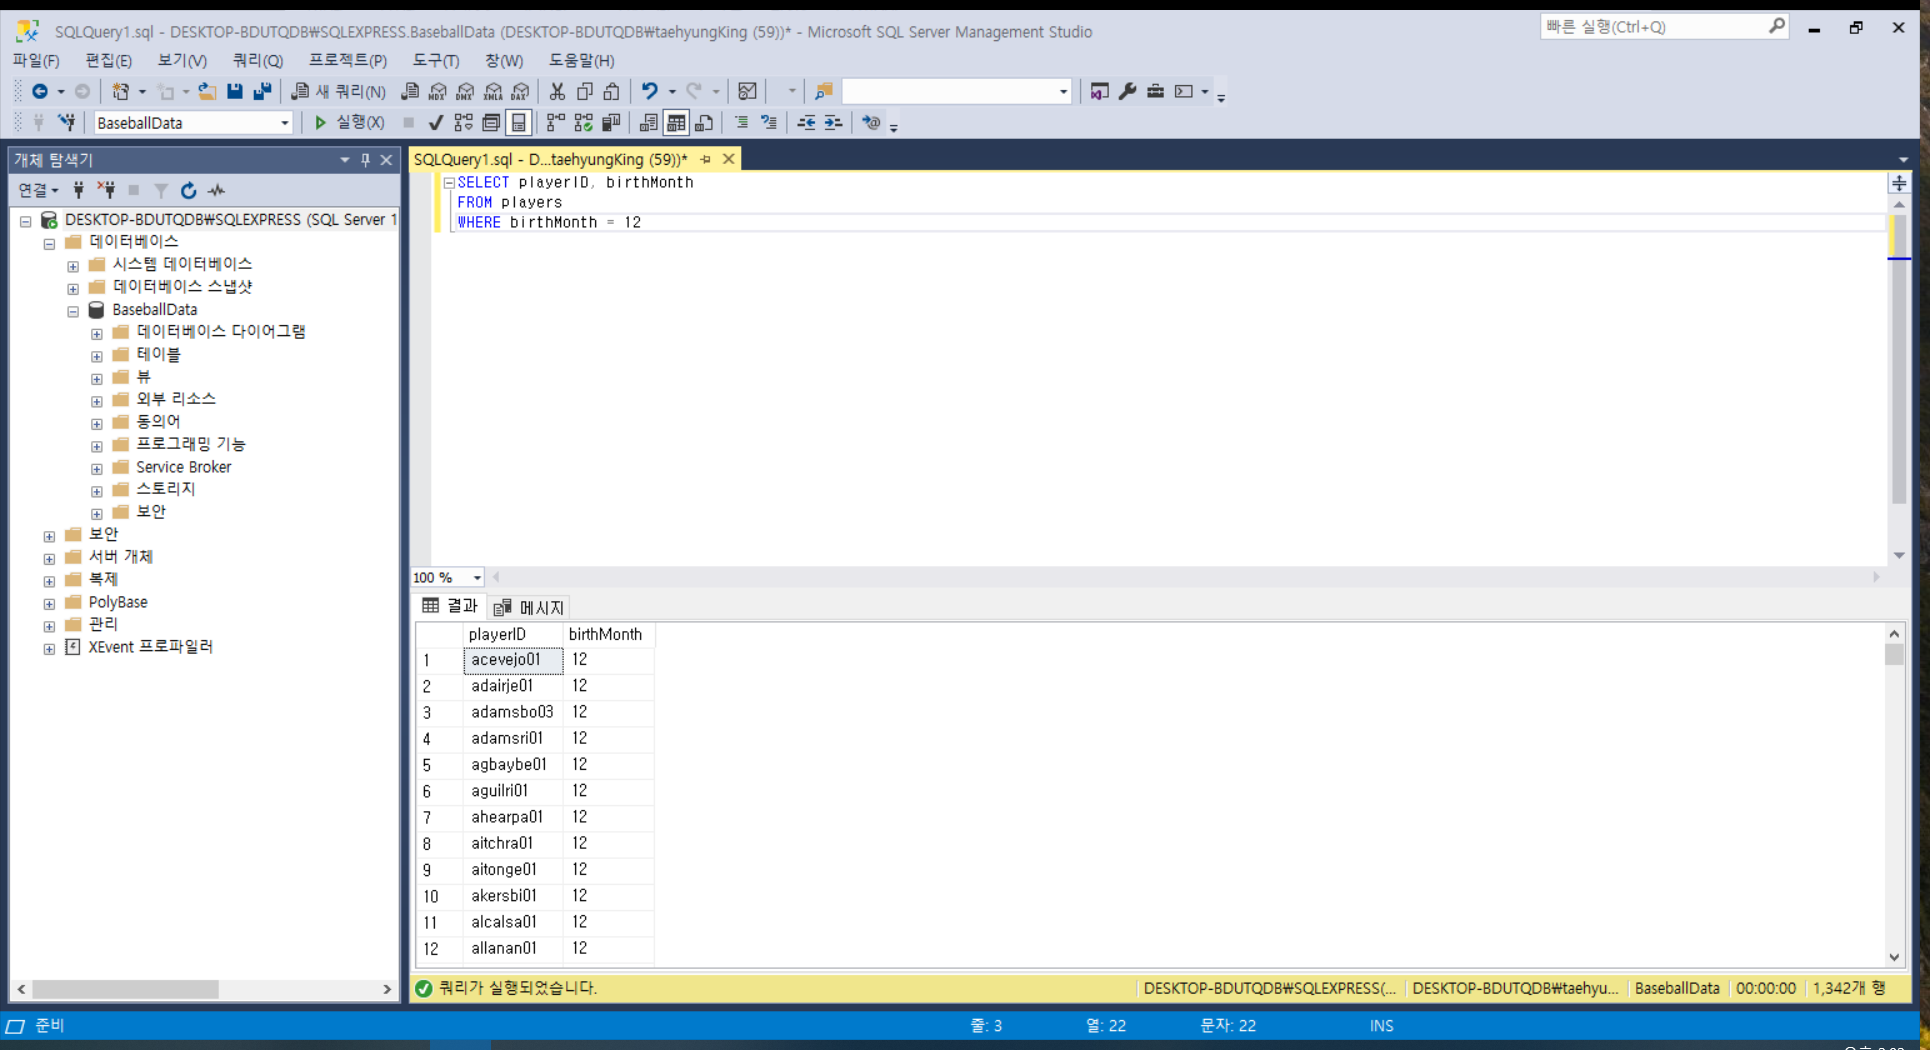 SQLQuery1.sql - DESKTOP-BDUTQDB₩SQLEXPRESS.BaseballData (DESKTOP-BDUTQDB₩taehyungKing (59))* - Microsoft SQL Server Management Studio
빠른 실행(Ctrl+Q)
파일(F) 편집(E) 보기(V) 쿼리(Q) 프로젝트(P) 도구(T) 창(W) 도움말(H)
새 쿼리(N) MDX DMX XMLA DAX
BaseballData 실행(X)
개체 탐색기
연결
DESKTOP-BDUTQDB₩SQLEXPRESS (SQL Server 1
데이터베이스
시스템 데이터베이스
데이터베이스 스냅샷
BaseballData
데이터베이스 다이어그램
테이블
뷰
외부 리소스
동의어
프로그래밍 기능
Service Broker
스토리지
보안
보안
서버 개체
복제
PolyBase
관리
XEvent 프로파일러
SQLQuery1.sql - D...taehyungKing (59))*
SELECT playerID, birthMonth
FROM players
WHERE birthMonth = 12
100 %
결과 메시지
playerID birthMonth
1 acevejo01 12
2 adairje01 12
3 adamsbo03 12
4 adamsri01 12
5 agbaybe01 12
6 aguilri01 12
7 ahearpa01 12
8 aitchra01 12
9 aitonge01 12
10 akersbi01 12
11 alcalsa01 12
12 allanan01 12
쿼리가 실행되었습니다. DESKTOP-BDUTQDB₩SQLEXPRESS(... DESKTOP-BDUTQDB₩taehyu... BaseballData 00:00:00 1,342개 행
준비 줄: 3 열: 22 문자: 22 INS